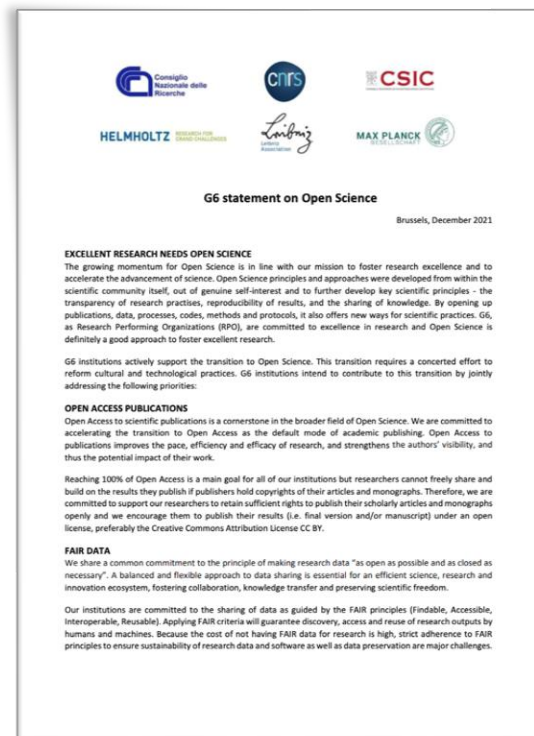 Consiglio
Nazionale delle
Ricerche
cnrs
CSIC
HELMHOLTZ RESEARCH FOR
GRAND CHALLENGES
Leibniz
Leibniz
Association
MAX PLANCK
GESELLSCHAFT
G6 statement on Open Science
Brussels, December 2021
EXCELLENT RESEARCH NEEDS OPEN SCIENCE
The growing momentum for Open Science is in line with our mission to foster research excellence and to
accelerate the advancement of science. Open Science principles and approaches were developed from within the
scientific community itself, out of genuine self-interest and to further develop key scientific principles - the
transparency of research practises, reproducibility of results, and the sharing of knowledge. By opening up
publications, data, processes, codes, methods and protocols, it also offers new ways for scientific practices. G6,
as Research Performing Organizations (RPO), are committed to excellence in research and Open Science is
definitely a good approach to foster excellent research.
G6 institutions actively support the transition to Open Science. This transition requires a concerted effort to
reform cultural and technological practices. G6 institutions intend to contribute to this transition by jointly
addressing the following priorities:
OPEN ACCESS PUBLICATIONS
Open Access to scientific publications is a cornerstone in the broader field of Open Science. We are committed to
accelerating the transition to Open Access as the default mode of academic publishing. Open Access to
publications improves the pace, efficiency and efficacy of research, and strengthens the authors' visibility, and
thus the potential impact of their work.
Reaching 100% of Open Access is a main goal for all of our institutions but researchers cannot freely share and
build on the results they publish if publishers hold copyrights of their articles and monographs. Therefore, we are
committed to support our researchers to retain sufficient rights to publish their scholarly articles and monographs
openly and we encourage them to publish their results (i.e. final version and/or manuscript) under an open
license, preferably the Creative Commons Attribution License CC BY.
FAIR DATA
We share a common commitment to the principle of making research data "as open as possible and as closed as
necessary". A balanced and flexible approach to data sharing is essential for an efficient science, research and
innovation ecosystem, fostering collaboration, knowledge transfer and preserving scientific freedom.
Our institutions are committed to the sharing of data as guided by the FAIR principles (Findable, Accessible,
Interoperable, Reusable). Applying FAIR criteria will guarantee discovery, access and reuse of research outputs by
humans and machines. Because the cost of not having FAIR data for research is high, strict adherence to FAIR
principles to ensure sustainability of research data and software as well as data preservation are major challenges.